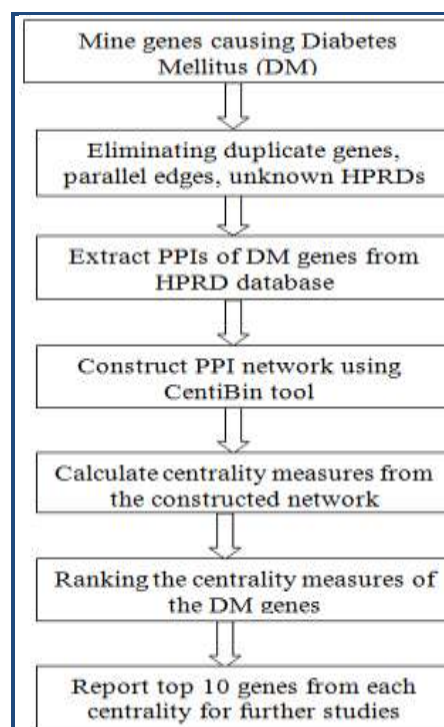 Mine genes causing Diabetes
Mellitus (DM)
Eliminating duplicate genes,
parallel edges, unknown HPRDs
Extract PPIs of DM genes from
HPRD database
Construct PPI network using
CentiBin tool
Calculate centrality measures from
the constructed network
Ranking the centrality measures of
the DM genes
Report top 10 genes from each
centrality for further studies